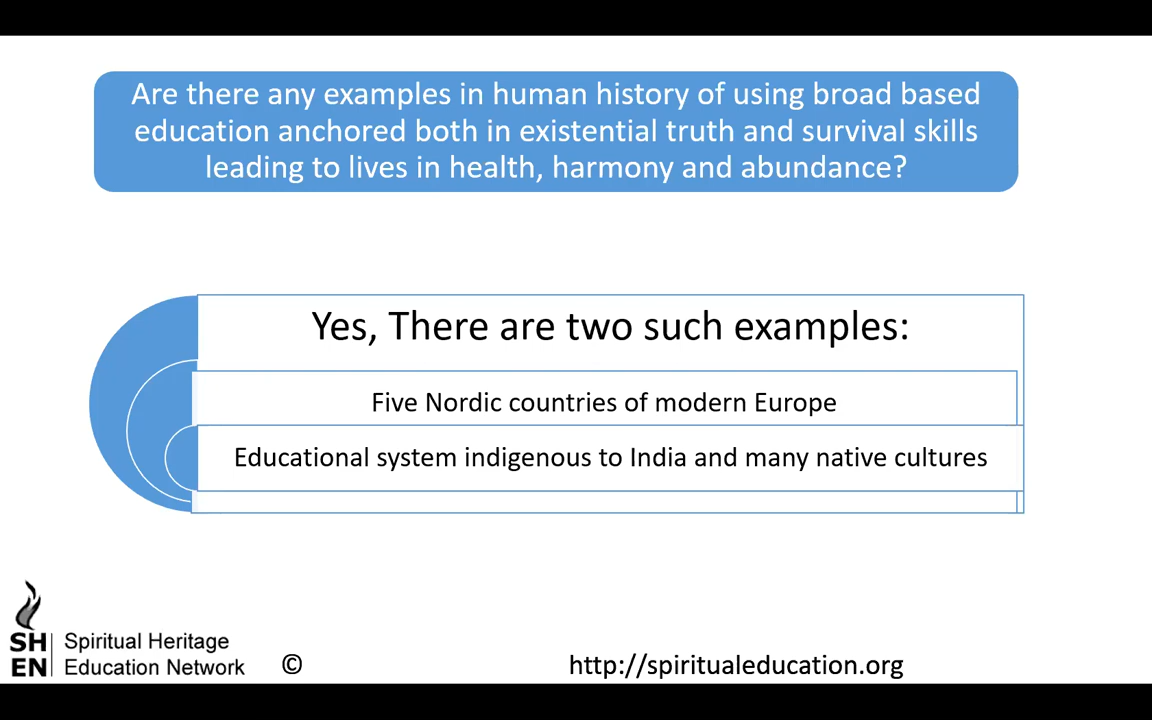 Are there any examples in human history of using broad based
education anchored both in existential truth and survival skills
leading to lives in health, harmony and abundance?
Yes, There are two such examples:
Five Nordic countries of modern Europe
Educational system indigenous to India and many native cultures
SH
EN
Spiritual Heritage
Education Network
©
http://spiritualeducation.org